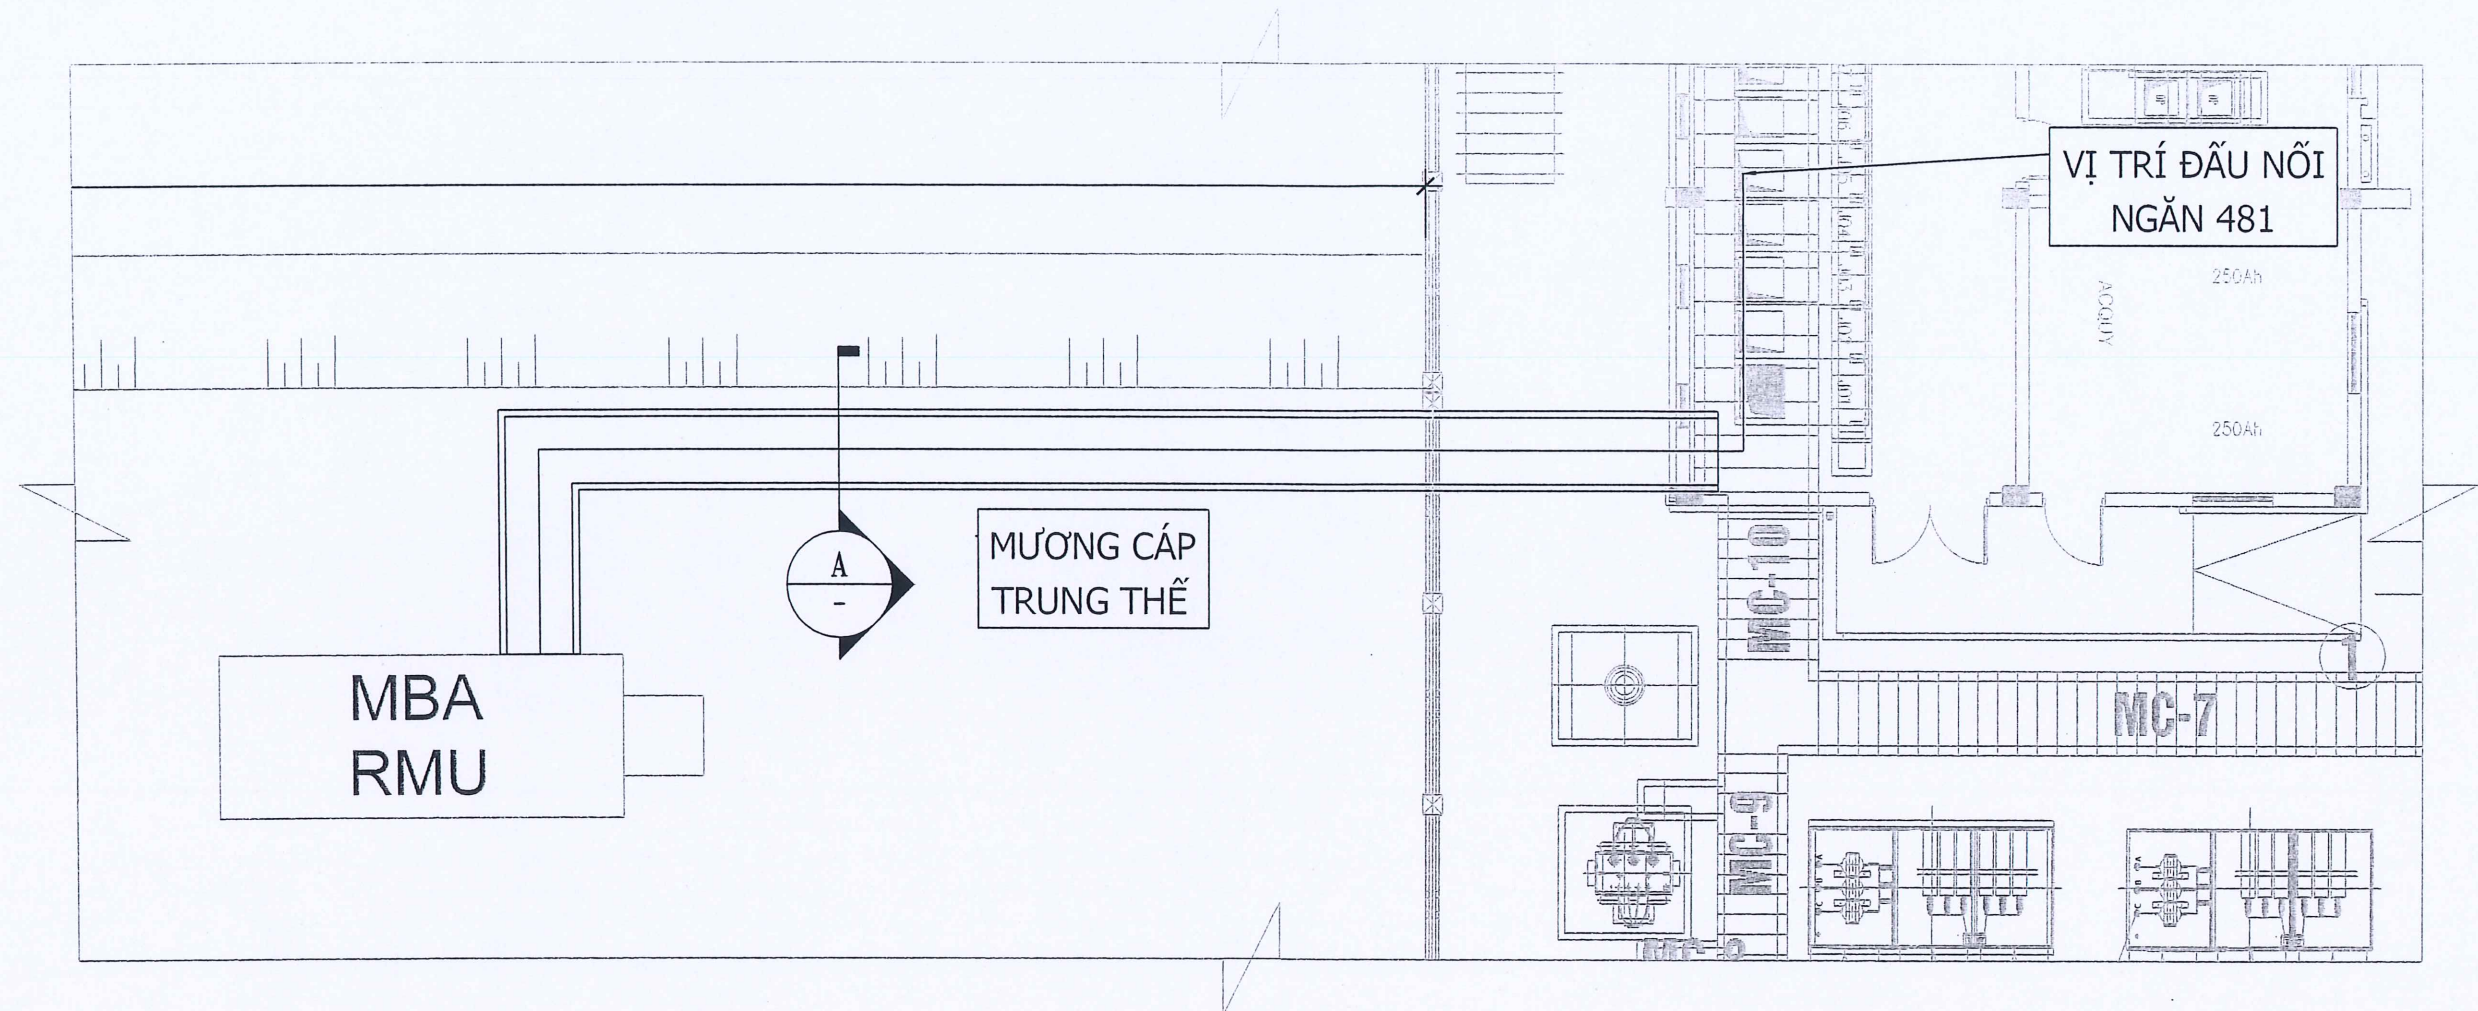 VỊ TRÍ ĐẤU NỐI
NGĂN 481
250Ah
ACQUY
250Ah
MƯƠNG CÁP
TRUNG THẾ
A
-
MC-10
1
MBA
RMU
MC-7
MC-9